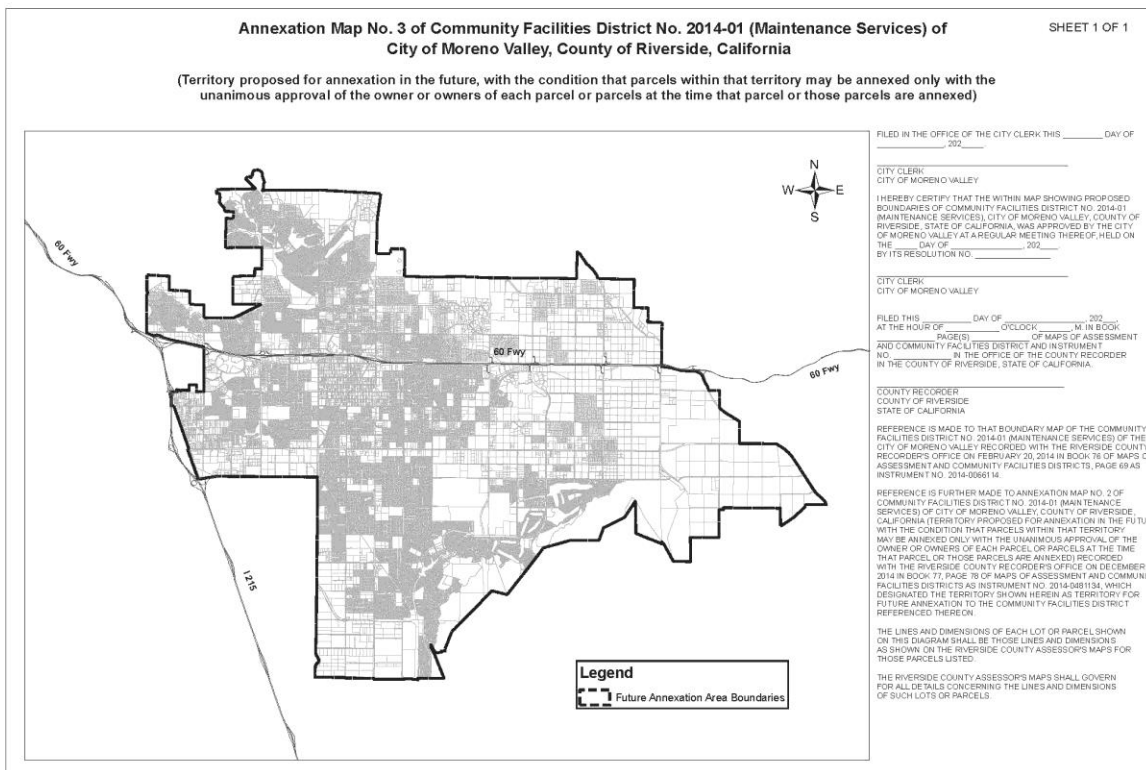 Annexation Map No. 3 of Community Facilities District No. 2014-01 (Maintenance Services) of
City of Moreno Valley, County of Riverside, California
SHEET 1 OF 1
(Territory proposed for annexation in the future, with the condition that parcels within that territory may be annexed only with the
unanimous approval of the owner or owners of each parcel or parcels at the time that parcel or those parcels are annexed)
N
W E
S
60 Fwy
60 Fwy
60 Fwy
I 215
Legend
Future Annexation Area Boundaries
FILED IN THE OFFICE OF THE CITY CLERK THIS ________ DAY OF
_____________, 202_____.
CITY CLERK
CITY OF MORENO VALLEY
I HEREBY CERTIFY THAT THE WITHIN MAP SHOWING PROPOSED
BOUNDARIES OF COMMUNITY FACILITIES DISTRICT NO. 2014-01
(MAINTENANCE SERVICES), CITY OF MORENO VALLEY, COUNTY OF
RIVERSIDE, STATE OF CALIFORNIA, WAS APPROVED BY THE CITY
OF MORENO VALLEY AT A REGULAR MEETING THEREOF, HELD ON
THE _____ DAY OF ______________, 202____.
BY ITS RESOLUTION NO. _______________
CITY CLERK
CITY OF MORENO VALLEY
FILED THIS __________ DAY OF ______________, 202___,
AT THE HOUR OF __________ O'CLOCK ______. M. IN BOOK
___________ PAGE(S) ___________ OF MAPS OF ASSESSMENT
AND COMMUNITY FACILITIES DISTRICT AND INSTRUMENT
NO. ___________ IN THE OFFICE OF THE COUNTY RECORDER
IN THE COUNTY OF RIVERSIDE, STATE OF CALIFORNIA.
COUNTY RECORDER
COUNTY OF RIVERSIDE
STATE OF CALIFORNIA
REFERENCE IS MADE TO THAT BOUNDARY MAP OF THE COMMUNITY
FACILITIES DISTRICT NO. 2014-01 (MAINTENANCE SERVICES) OF THE
CITY OF MORENO VALLEY RECORDED WITH THE RIVERSIDE COUNTY
RECORDER'S OFFICE ON FEBRUARY 20, 2014 IN BOOK 76 OF MAPS O
ASSESSMENT AND COMMUNITY FACILITIES DISTRICTS, PAGE 69 AS
INSTRUMENT NO. 2014-0066114.
REFERENCE IS FURTHER MADE TO ANNEXATION MAP NO. 2 OF
COMMUNITY FACILITIES DISTRICT NO. 2014-01 (MAINTENANCE
SERVICES) OF CITY OF MORENO VALLEY, COUNTY OF RIVERSIDE,
CALIFORNIA (TERRITORY PROPOSED FOR ANNEXATION IN THE FUTU
WITH THE CONDITION THAT PARCELS WITHIN THAT TERRITORY
MAY BE ANNEXED ONLY WITH THE UNANIMOUS APPROVAL OF THE
OWNER OR OWNERS OF EACH PARCEL OR PARCELS AT THE TIME
THAT PARCEL OR THOSE PARCELS ARE ANNEXED) RECORDED
WITH THE RIVERSIDE COUNTY RECORDER'S OFFICE ON DECEMBER
2014 IN BOOK 77, PAGE 78 OF MAPS OF ASSESSMENT AND COMMUNI
FACILITIES DISTRICTS AS INSTRUMENT NO. 2014-0481134, WHICH
DESIGNATED THE TERRITORY SHOWN HEREIN AS TERRITORY FOR
FUTURE ANNEXATION TO THE COMMUNITY FACILITIES DISTRICT
REFERENCED THEREON.
THE LINES AND DIMENSIONS OF EACH LOT OR PARCEL SHOWN
ON THIS DIAGRAM SHALL BE THOSE LINES AND DIMENSIONS
AS SHOWN ON THE RIVERSIDE COUNTY ASSESSOR'S MAPS FOR
THOSE PARCELS LISTED.
THE RIVERSIDE COUNTY ASSESSOR'S MAPS SHALL GOVERN
FOR ALL DETAILS CONCERNING THE LINES AND DIMENSIONS
OF SUCH LOTS OR PARCELS.